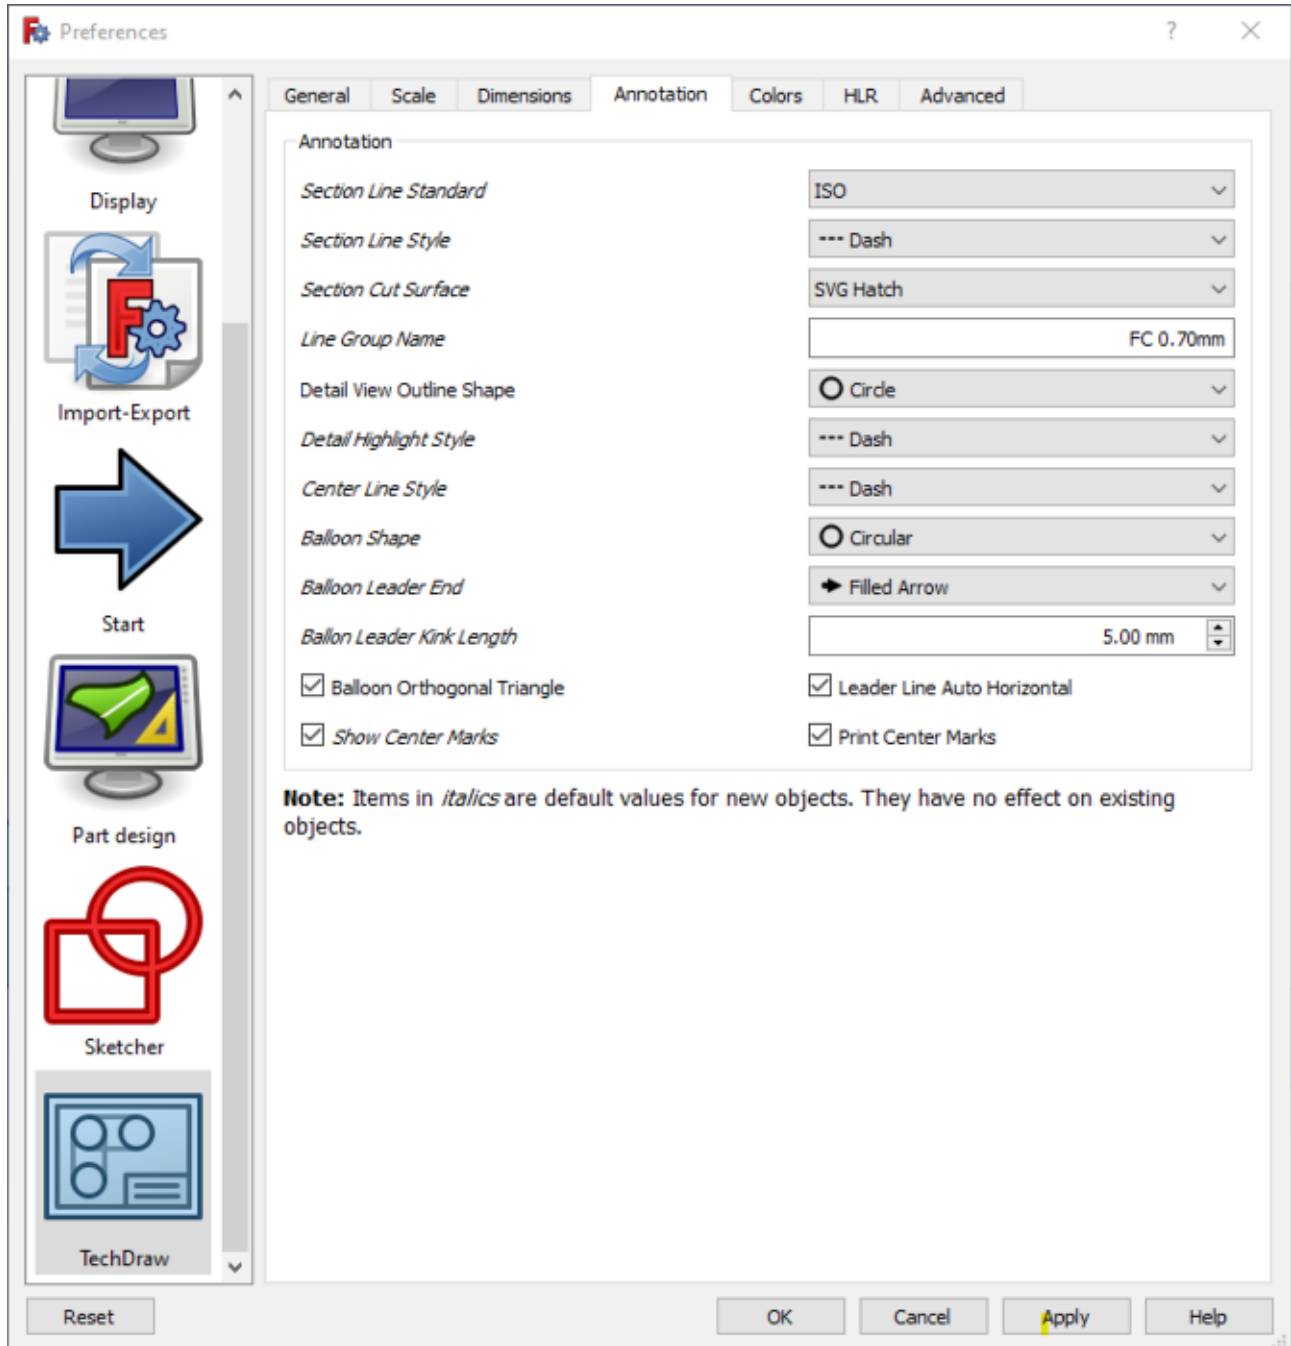 Preferences
?
Display
Import-Export
Start
Part design
Sketcher
TechDraw
General Scale Dimensions Annotation Colors HLR Advanced
Annotation
Section Line Standard ISO
Section Line Style Dash
Section Cut Surface SVG Hatch
Line Group Name FC 0.70mm
Detail View Outline Shape Circle
Detail Highlight Style Dash
Center Line Style Dash
Balloon Shape Circular
Balloon Leader End Filled Arrow
Ballon Leader Kink Length 5.00 mm
Balloon Orthogonal Triangle Leader Line Auto Horizontal
Show Center Marks Print Center Marks
Note: Items in italics are default values for new objects. They have no effect on existing
objects.
Reset OK Cancel Apply Help